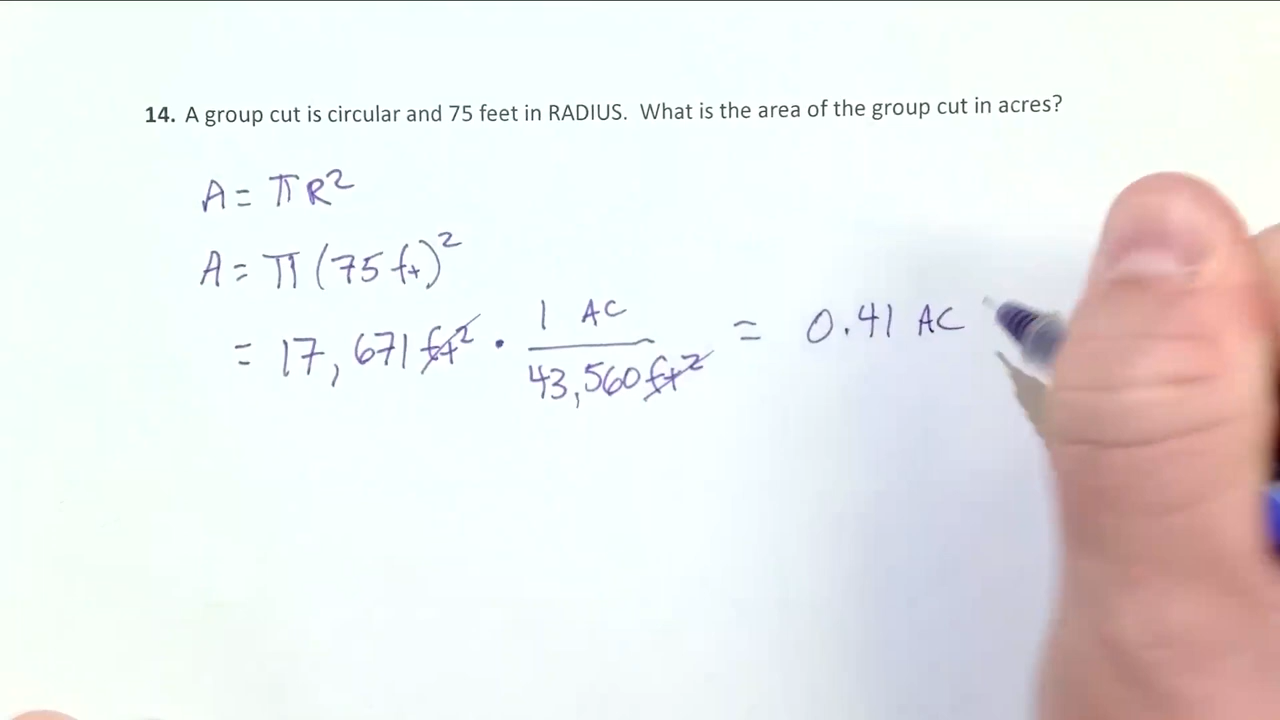 14. A group cut is circular and 75 feet in RADIUS. What is the area of the group cut in acres?
A = π R²
A = π (75 ft)²
= 17,671 ft² · 1 AC / 43,560 ft² = 0.41 AC